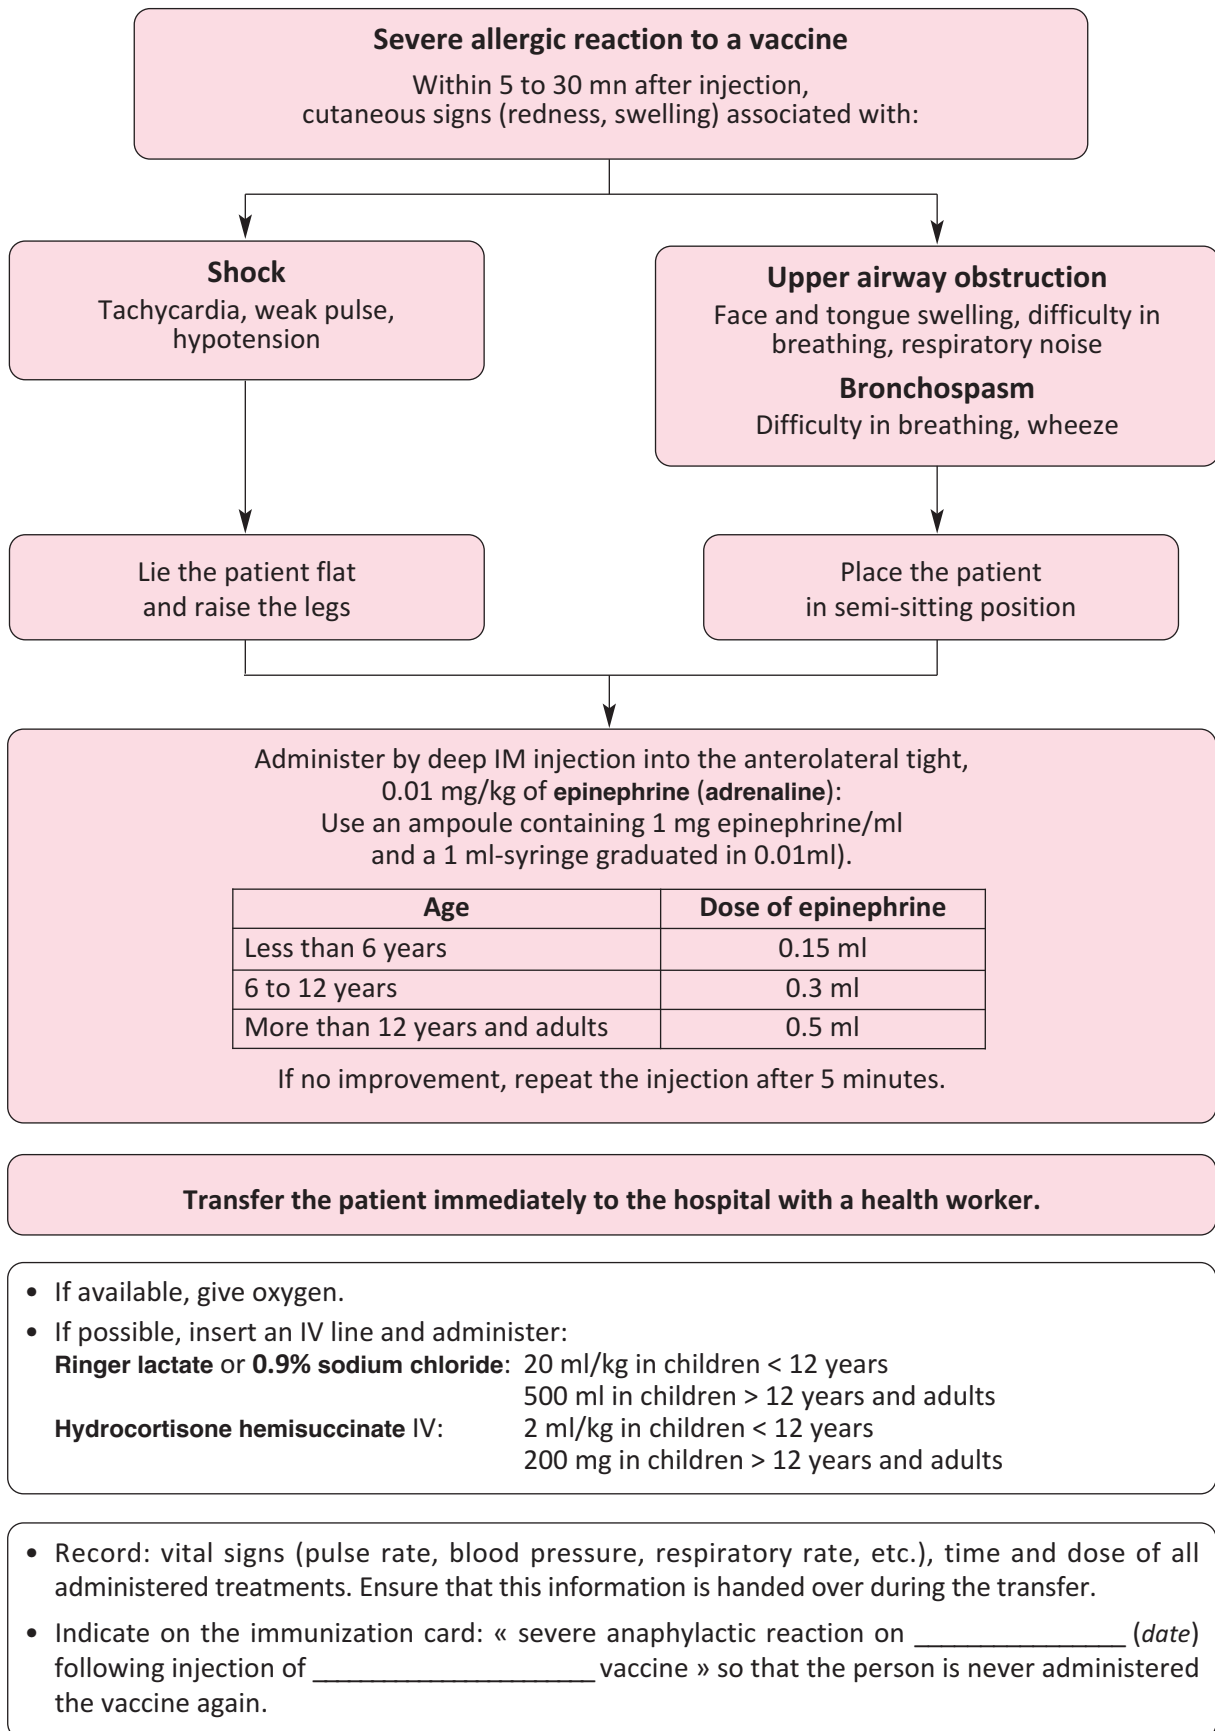 Severe allergic reaction to a vaccine
Within 5 to 30 mn after injection,
cutaneous signs (redness, swelling) associated with:
Shock
Tachycardia, weak pulse,
hypotension
Upper airway obstruction
Face and tongue swelling, difficulty in
breathing, respiratory noise
Bronchospasm
Difficulty in breathing, wheeze
Lie the patient flat
and raise the legs
Place the patient
in semi-sitting position
Administer by deep IM injection into the anterolateral tight,
0.01 mg/kg of epinephrine (adrenaline):
Use an ampoule containing 1 mg epinephrine/ml
and a 1 ml-syringe graduated in 0.01ml).
Age Dose of epinephrine
Less than 6 years 0.15 ml
6 to 12 years 0.3 ml
More than 12 years and adults 0.5 ml
If no improvement, repeat the injection after 5 minutes.
Transfer the patient immediately to the hospital with a health worker.
• If available, give oxygen.
• If possible, insert an IV line and administer:
Ringer lactate or 0.9% sodium chloride: 20 ml/kg in children < 12 years
500 ml in children > 12 years and adults
Hydrocortisone hemisuccinate IV: 2 ml/kg in children < 12 years
200 mg in children > 12 years and adults
• Record: vital signs (pulse rate, blood pressure, respiratory rate, etc.), time and dose of all
administered treatments. Ensure that this information is handed over during the transfer.
• Indicate on the immunization card: « severe anaphylactic reaction on ________________ (date)
following injection of ______________________ vaccine » so that the person is never administered
the vaccine again.